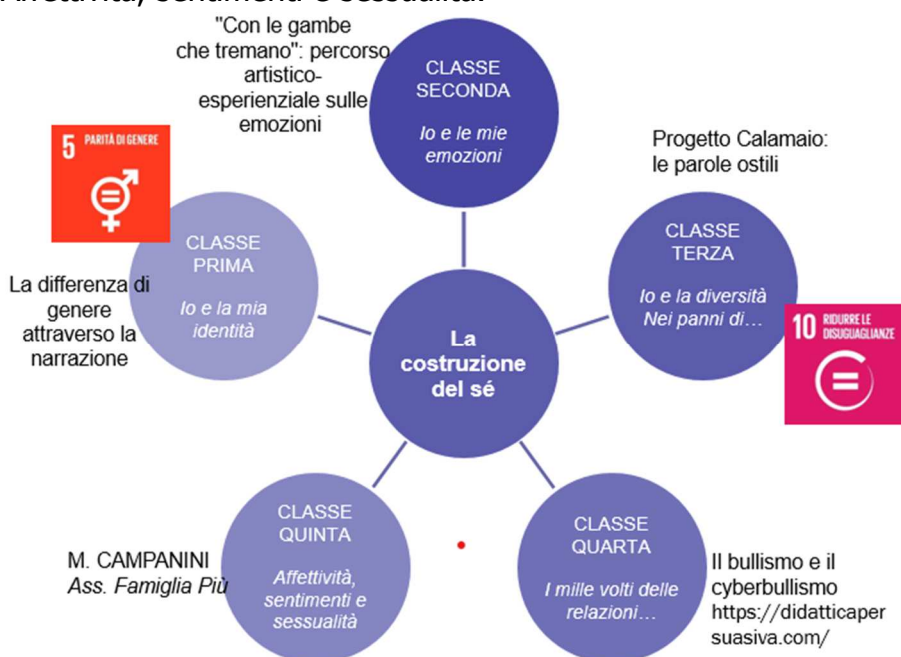 Affettività, sentimenti e sessualità.
"Con le gambe
che tremano": percorso
artistico-
esperienziale sulle
emozioni
CLASSE
SECONDA
Io e le mie
emozioni
5 PARITÀ DI GENERE
CLASSE
PRIMA
Io e la mia
identità
La differenza di
genere
attraverso la
narrazione
Progetto Calamaio:
le parole ostili
CLASSE
TERZA
Io e la diversità
Nei panni di...
10 RIDURRE LE
DISUGUAGLIANZE
La
costruzione
del sé
CLASSE
QUINTA
Affettività,
sentimenti e
sessualità
M. CAMPANINI
Ass. Famiglia Più
CLASSE
QUARTA
I mille volti delle
relazioni...
Il bullismo e il
cyberbullismo
https://didatticaper
suasiva.com/